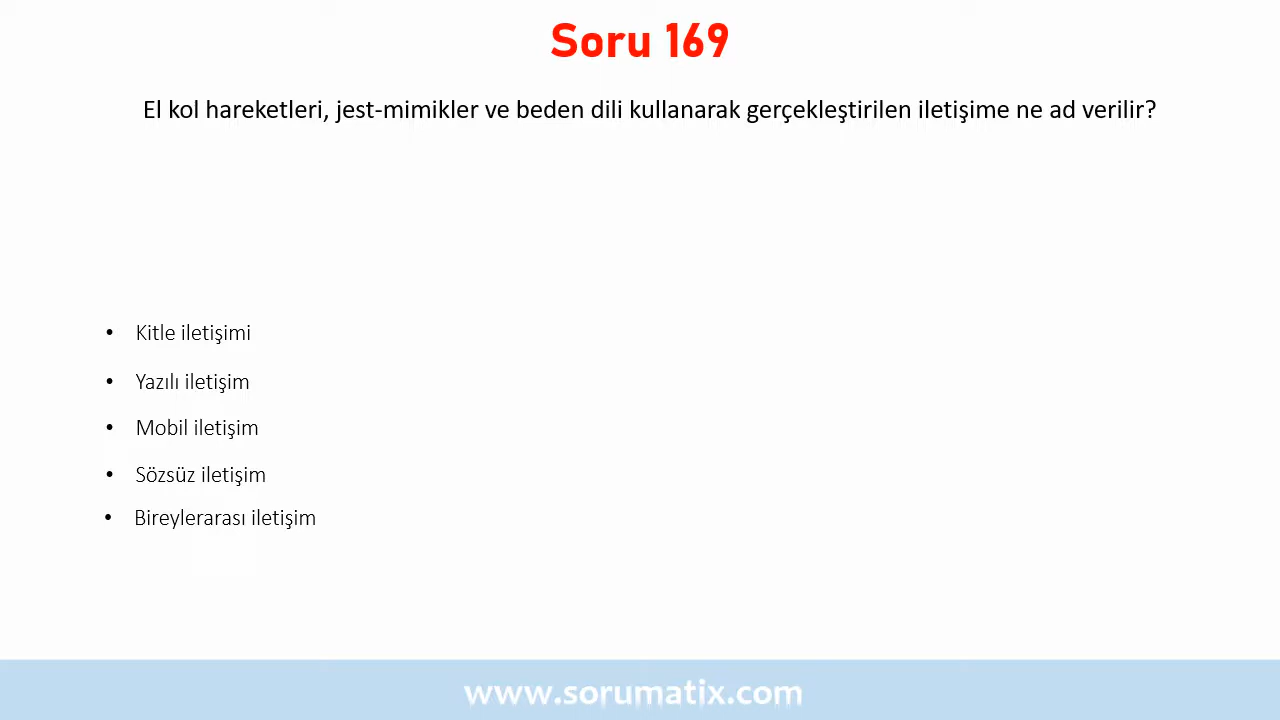 Soru 169
El kol hareketleri, jest-mimikler ve beden dili kullanarak gerçekleştirilen iletişime ne ad verilir?
• Kitle iletişimi
• Yazılı iletişim
• Mobil iletişim
• Sözsüz iletişim
• Bireylerarası iletişim
www.sorumatix.com